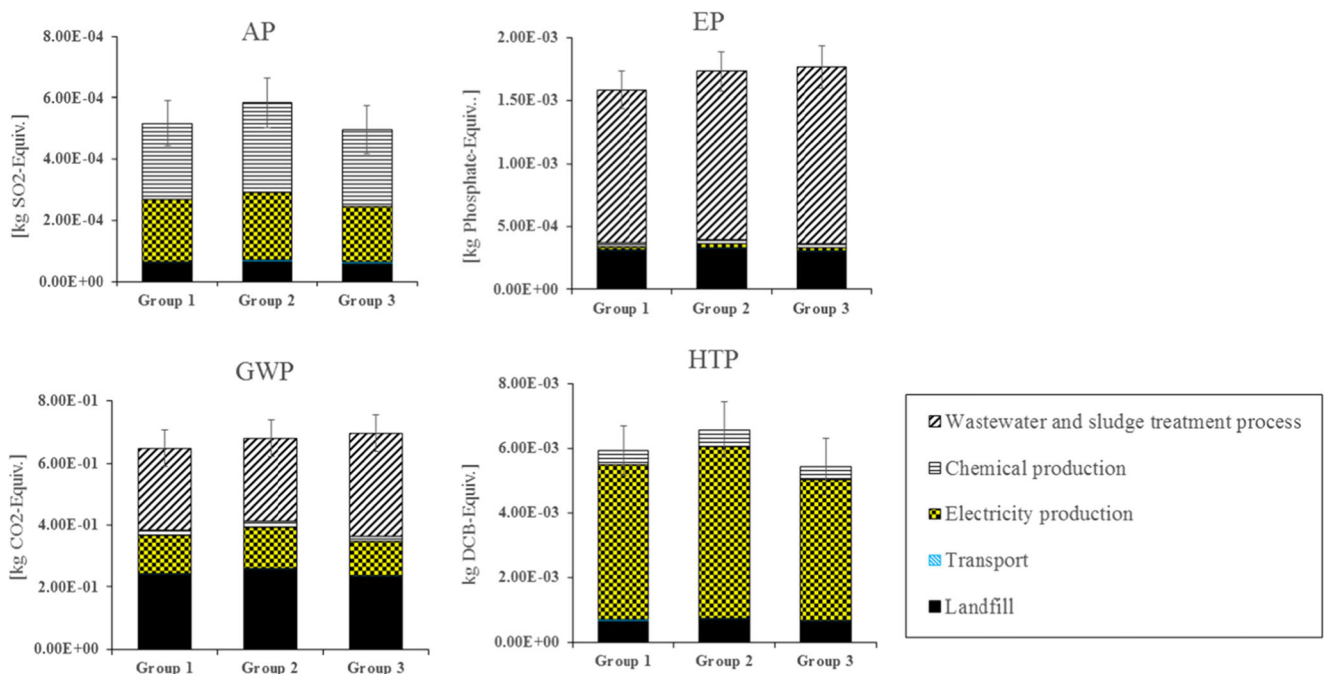 AP
[kg SO2-Equiv.]
8.00E-04
6.00E-04
4.00E-04
2.00E-04
0.00E+00
Group 1 Group 2 Group 3
EP
[kg Phosphate-Equiv..]
2.00E-03
1.50E-03
1.00E-03
5.00E-04
0.00E+00
Group 1 Group 2 Group 3
GWP
[kg CO2-Equiv.]
8.00E-01
6.00E-01
4.00E-01
2.00E-01
0.00E+00
Group 1 Group 2 Group 3
HTP
kg DCB-Equiv.]
8.00E-03
6.00E-03
4.00E-03
2.00E-03
0.00E+00
Group 1 Group 2 Group 3
Wastewater and sludge treatment process
Chemical production
Electricity production
Transport
Landfill